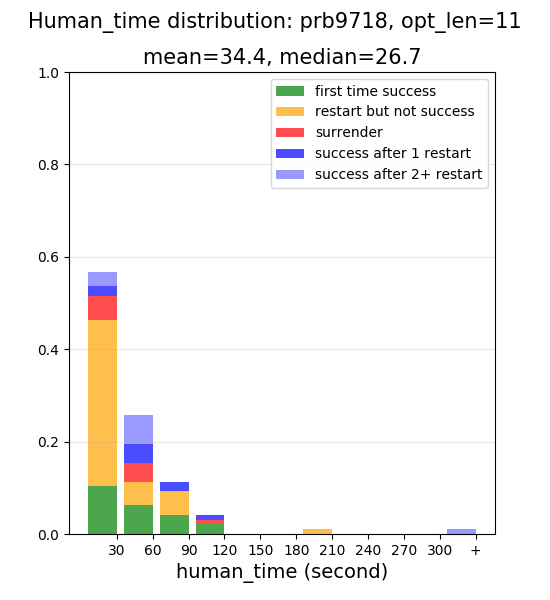 Human_time distribution: prb9718, opt_len=11
mean=34.4, median=26.7
first time success
restart but not success
surrender
success after 1 restart
success after 2+ restart
1.0
0.8
0.6
0.4
0.2
0.0
30 60 90 120 150 180 210 240 270 300 +
human_time (second)